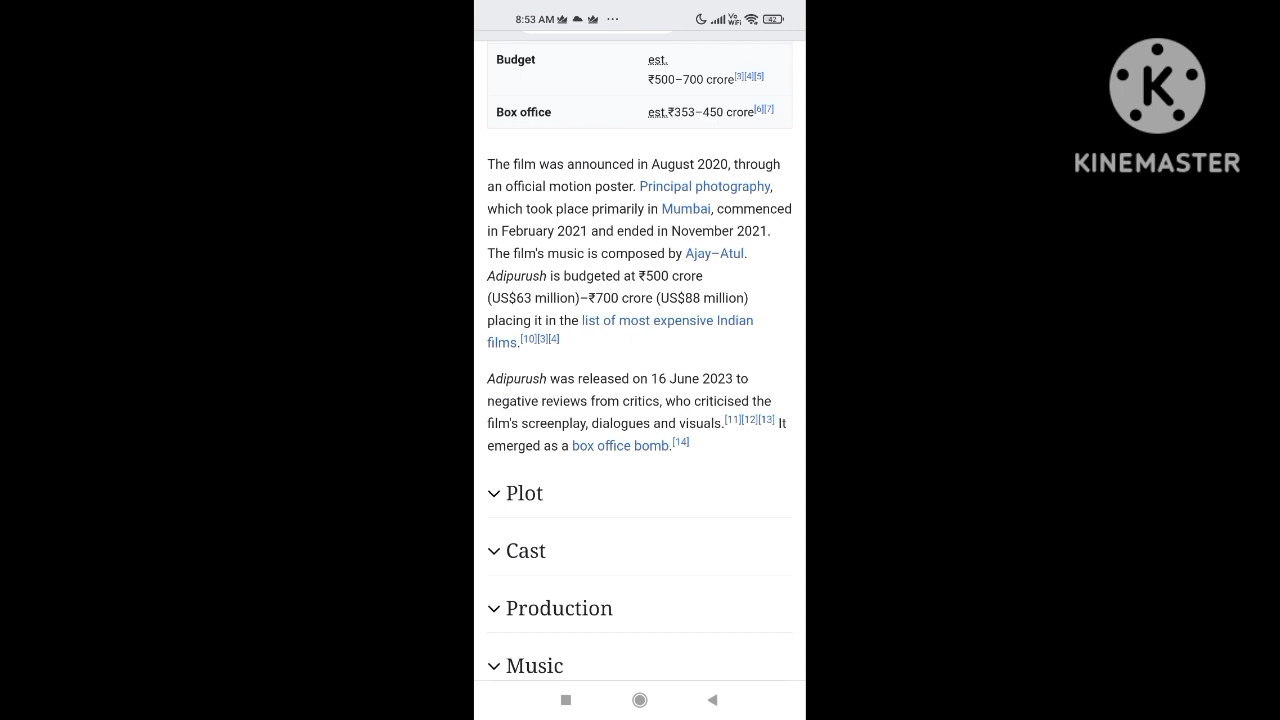 8:53 AM
Vo WiFi 42
K
KINEMASTER
Budget est.
₹500–700 crore[3][4][5]
Box office est.₹353–450 crore[6][7]
The film was announced in August 2020, through
an official motion poster. Principal photography,
which took place primarily in Mumbai, commenced
in February 2021 and ended in November 2021.
The film's music is composed by Ajay–Atul.
Adipurush is budgeted at ₹500 crore
(US$63 million)–₹700 crore (US$88 million)
placing it in the list of most expensive Indian
films.[10][3][4]
Adipurush was released on 16 June 2023 to
negative reviews from critics, who criticised the
film's screenplay, dialogues and visuals.[11][12][13] It
emerged as a box office bomb.[14]
Plot
Cast
Production
Music